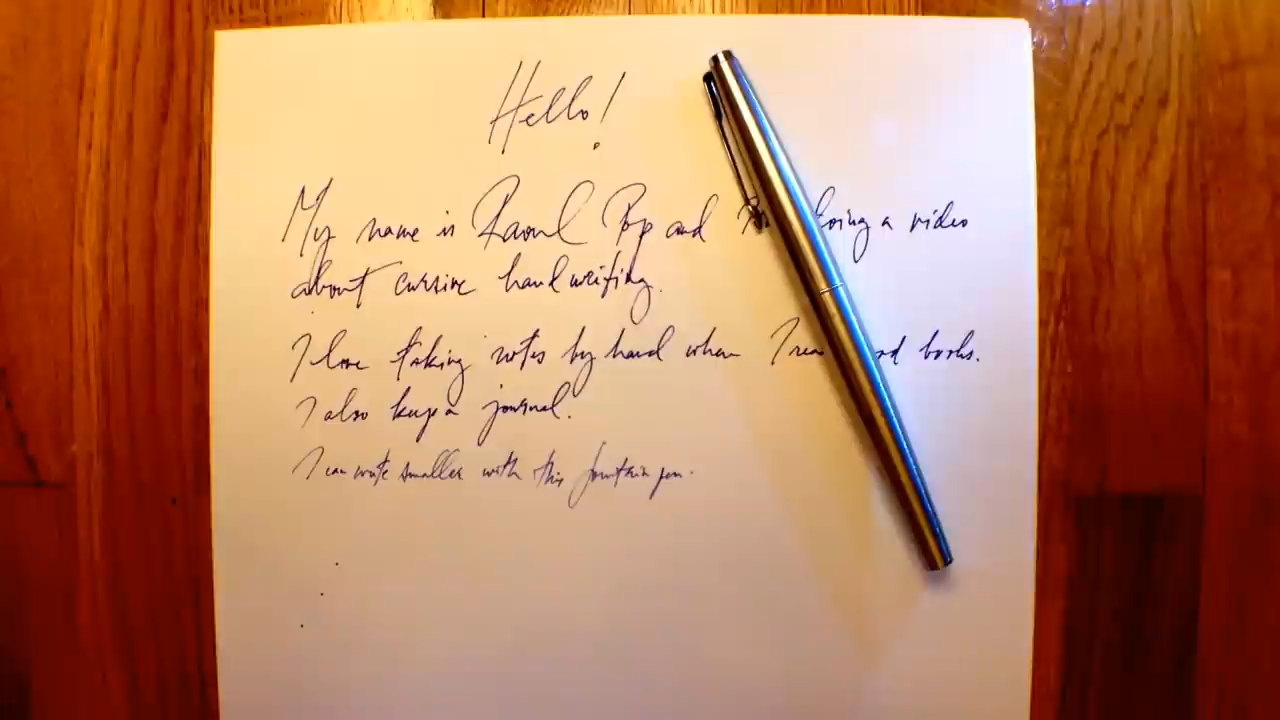 Hello!
My name is Raoul Pop and doing a video
about cursive handwriting.
I love taking notes by hand when I books.
I also keep a journal.
I can write smaller with this fountain pen.